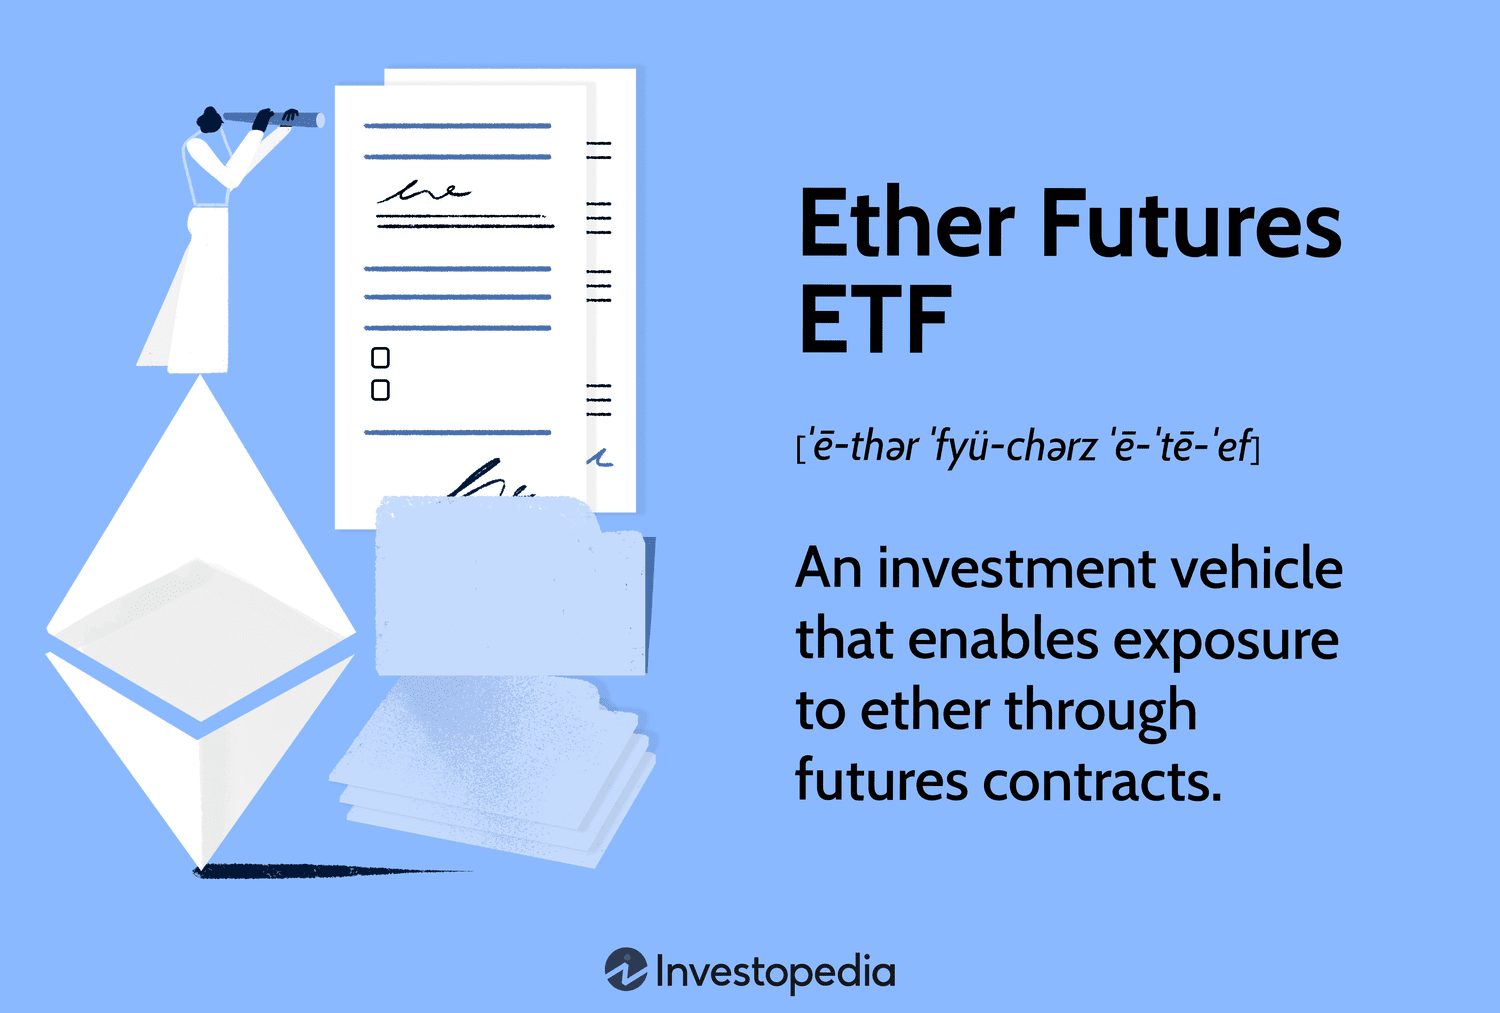 Ether Futures
ETF
[ˈē-thər ˈfyü-chərz ˈē-ˈtē-ˈef]
An investment vehicle
that enables exposure
to ether through
futures contracts.
Investopedia